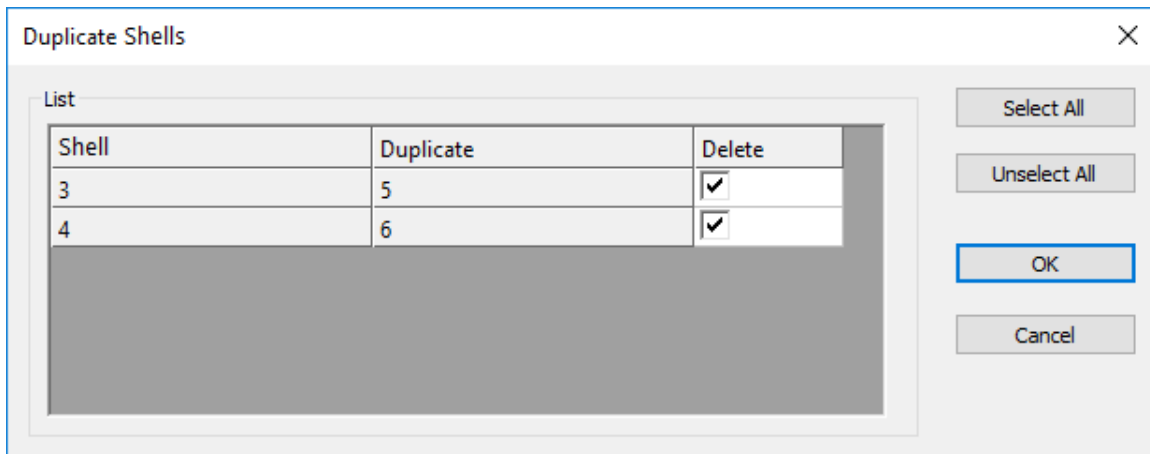 Duplicate Shells
List
Shell Duplicate Delete
3 5
4 6
Select All
Unselect All
OK
Cancel